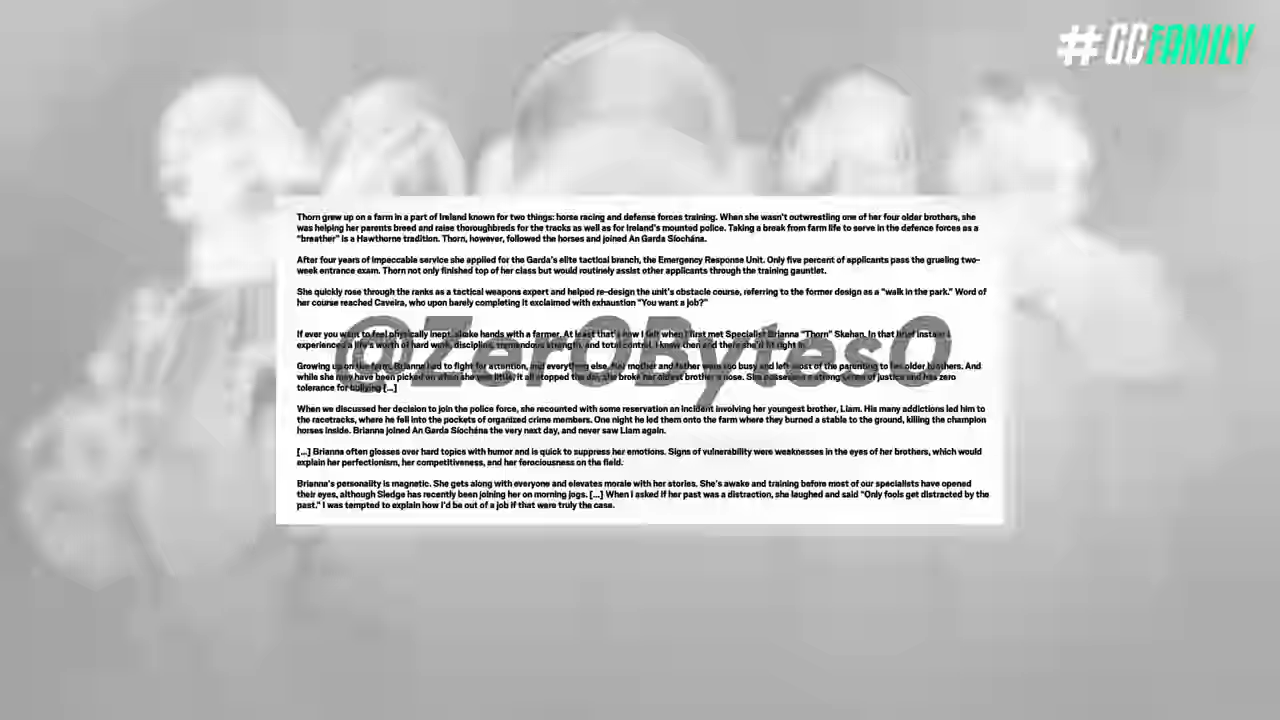 #CCFAMILY
Thorn grew up on a farm in a part of Ireland known for two things: horse racing and defense forces training. When she wasn't outwrestling one of her four older brothers, she
was helping her parents breed and raise thoroughbreds for the tracks as well as for Ireland's mounted police. Taking a break from farm life to serve in the defence forces as a
"breather" is a Hawthorne tradition. Thorn, however, followed the horses and joined An Garda Síochána.
After four years of impeccable service she applied for the Garda's elite tactical branch, the Emergency Response Unit. Only five percent of applicants pass the grueling two-
week entrance exam. Thorn not only finished top of her class but would routinely assist other applicants through the training gauntlet.
She quickly rose through the ranks as a tactical weapons expert and helped re-design the unit's obstacle course, referring to the former design as a "walk in the park." Word of
her course reached Caveira, who upon barely completing it exclaimed with exhaustion "You want a job?"
If ever you want to feel physically inept, shake hands with a farmer. At least that's how I felt when I first met Specialist Brianna "Thorn" Skehan. In that brief instant I
experienced a life's worth of hard work, discipline, tremendous strength, and total control. I knew then and there she'd fit right in.
@Zer0Bytes0
Growing up on the farm, Brianna had to fight for attention, and everything else. Her mother and father were too busy and left most of the parenting to her older brothers. And
while she may have been picked on when she was little, it all stopped the day she broke her oldest brother's nose. She possesses a strong sense of justice and has zero
tolerance for bullying [...]
When we discussed her decision to join the police force, she recounted with some reservation an incident involving her youngest brother, Liam. His many addictions led him to
the racetracks, where he fell into the pockets of organized crime members. One night he led them onto the farm where they burned a stable to the ground, killing the champion
horses inside. Brianna joined An Garda Síochána the very next day, and never saw Liam again.
[...] Brianna often glosses over hard topics with humor and is quick to suppress her emotions. Signs of vulnerability were weaknesses in the eyes of her brothers, which would
explain her perfectionism, her competitiveness, and her ferociousness on the field.
Brianna's personality is magnetic. She gets along with everyone and elevates morale with her stories. She's awake and training before most of our specialists have opened
their eyes, although Sledge has recently been joining her on morning jogs. [...] When I asked if her past was a distraction, she laughed and said "Only fools get distracted by the
past." I was tempted to explain how I'd be out of a job if that were truly the case.